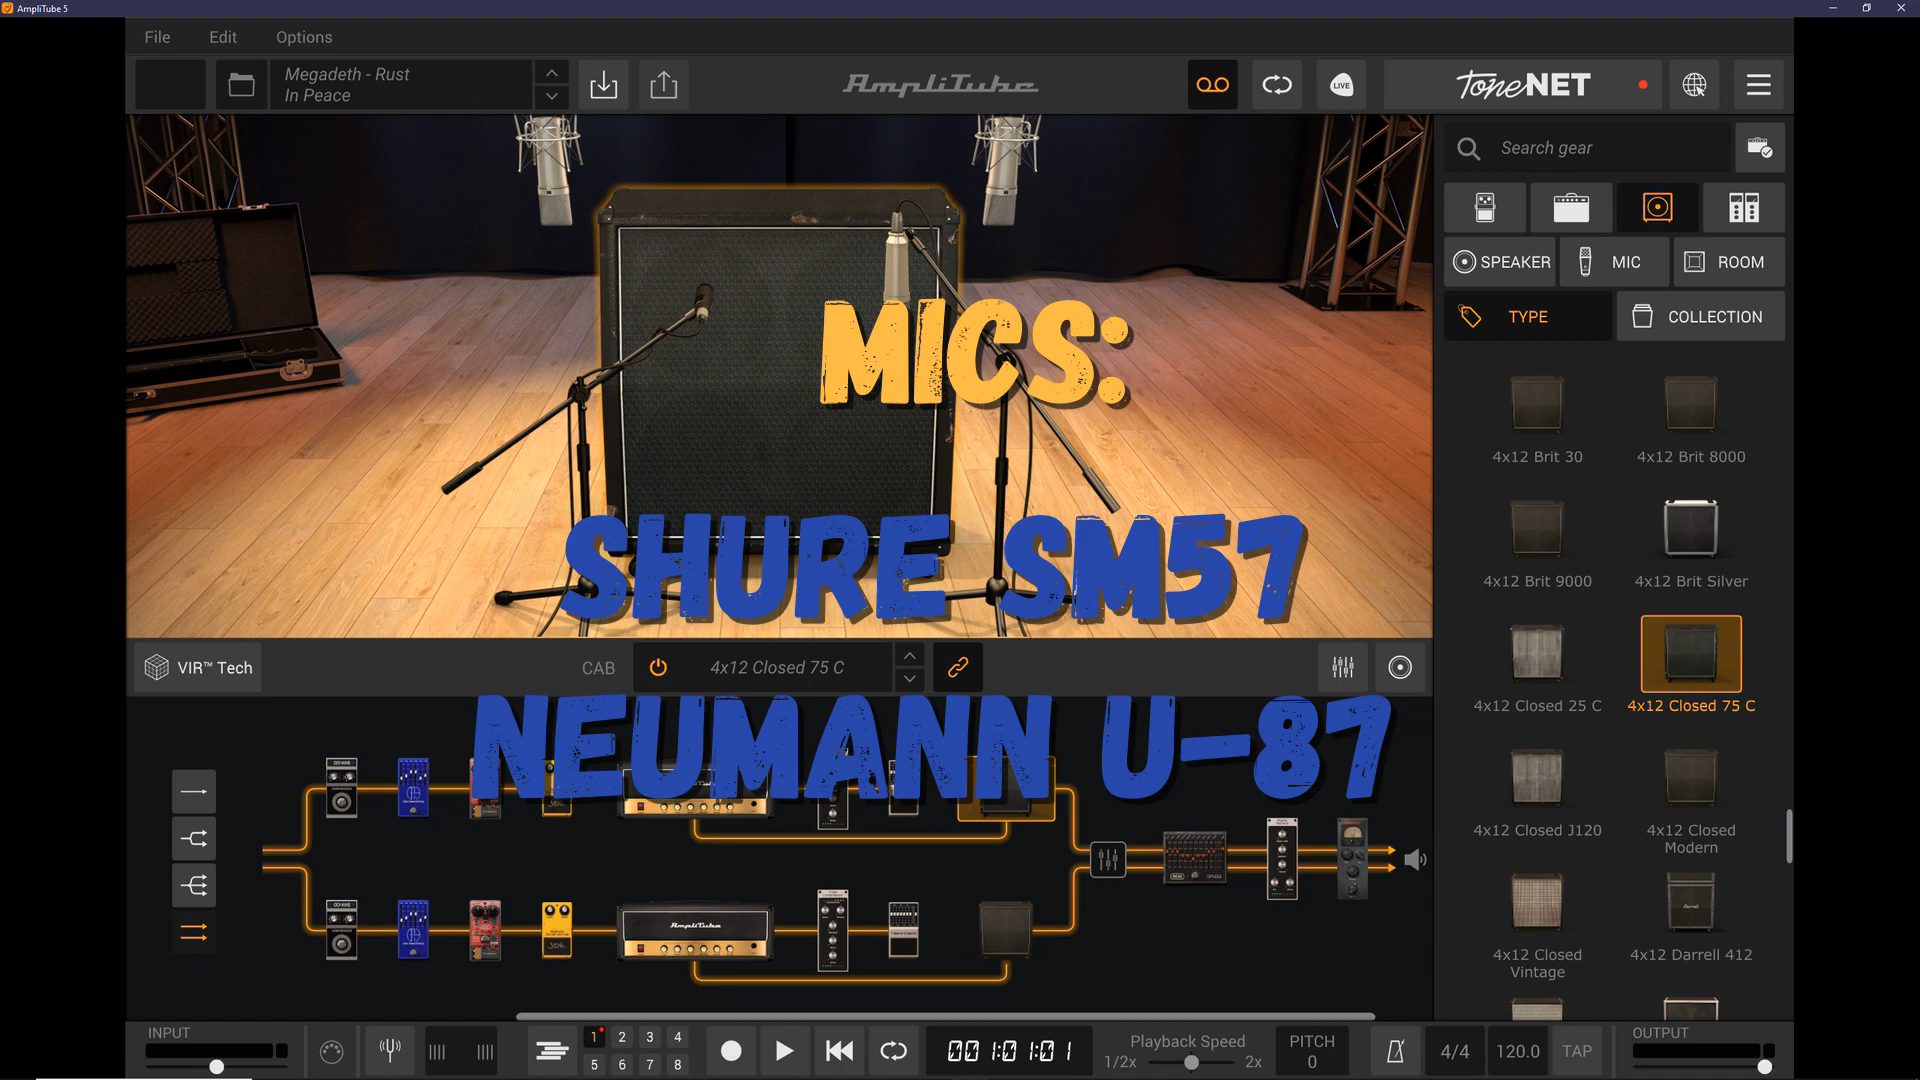 AmpliTube 5
File Edit Options
Megadeth - Rust
In Peace
AmpliTube
LIVE
ToneNET
Search gear
SPEAKER MIC ROOM
TYPE COLLECTION
MICS:
SHURE SM57
NEUMANN U-87
4x12 Brit 30 4x12 Brit 8000
4x12 Brit 9000 4x12 Brit Silver
4x12 Closed 25 C 4x12 Closed 75 C
4x12 Closed J120 4x12 Closed
Modern
4x12 Closed
Vintage
4x12 Darrell 412
VIR™ Tech CAB 4x12 Closed 75 C
AmpliTube
INPUT
1 2 3 4
5 6 7 8
001:01:01
Playback Speed
1/2x 2x
PITCH
0
4/4 120.0 TAP
OUTPUT